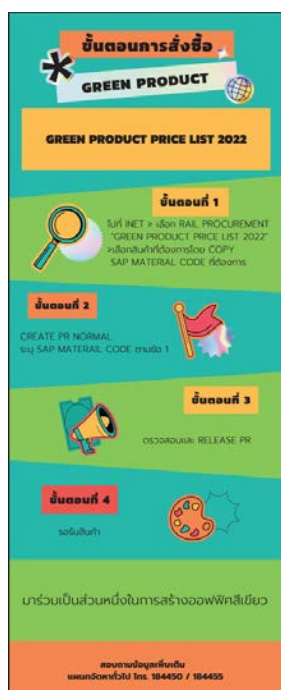 ขั้นตอนการสั่งซื้อ
GREEN PRODUCT
GREEN PRODUCT PRICE LIST 2022
ขั้นตอนที่ 1
ไปที่ INET > เลือก RAIL PROCUREMENT
"GREEN PRODUCT PRICE LIST 2022"
>เลือกสินค้าที่ต้องการโดย COPY
SAP MATERIAL CODE ที่ต้องการ
ขั้นตอนที่ 2
CREATE PR NORMAL
ระบุ SAP MATERAIL CODE ตามข้อ 1
ขั้นตอนที่ 3
ตรวจสอบและ RELEASE PR
ขั้นตอนที่ 4
รอรับสินค้า
มาร่วมเป็นส่วนหนึ่งในการสร้างออฟฟิศสีเขียว
สอบถามข้อมูลเพิ่มเติม
แผนกจัดหาทั่วไป โทร. 184450 / 184455